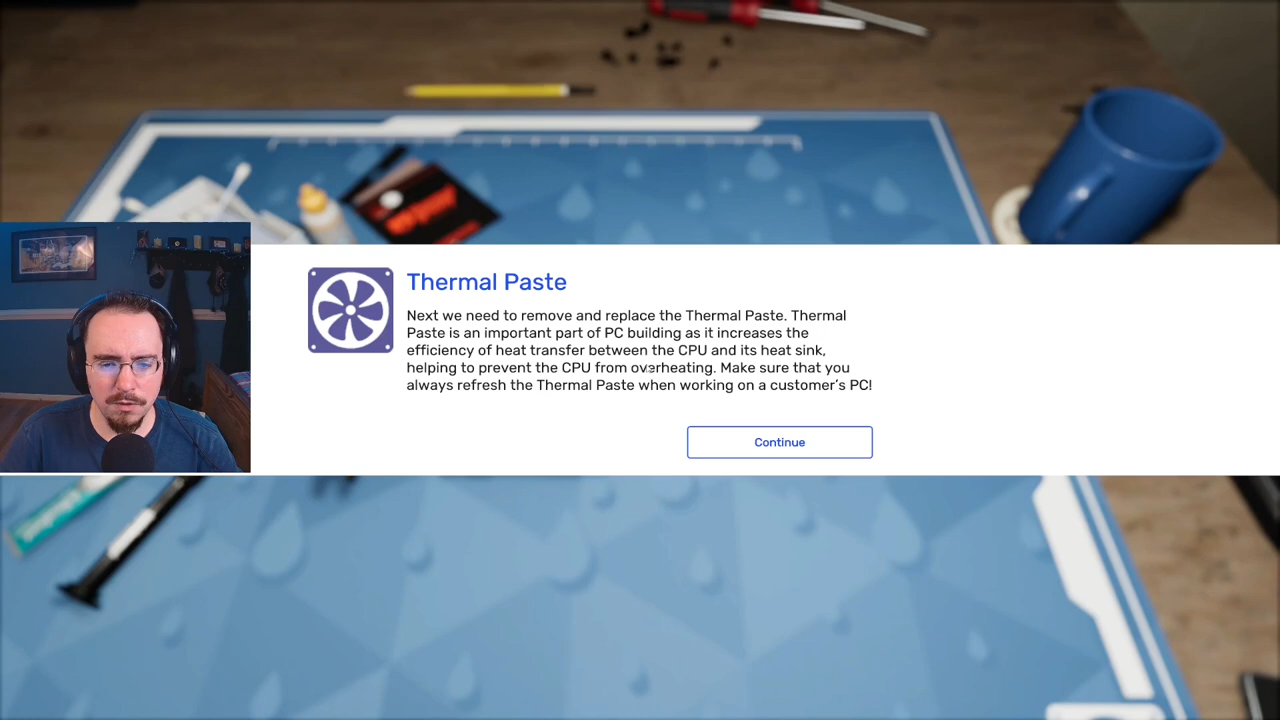 Thermal Paste
Next we need to remove and replace the Thermal Paste. Thermal
Paste is an important part of PC building as it increases the
efficiency of heat transfer between the CPU and its heat sink,
helping to prevent the CPU from overheating. Make sure that you
always refresh the Thermal Paste when working on a customer's PC!
Continue